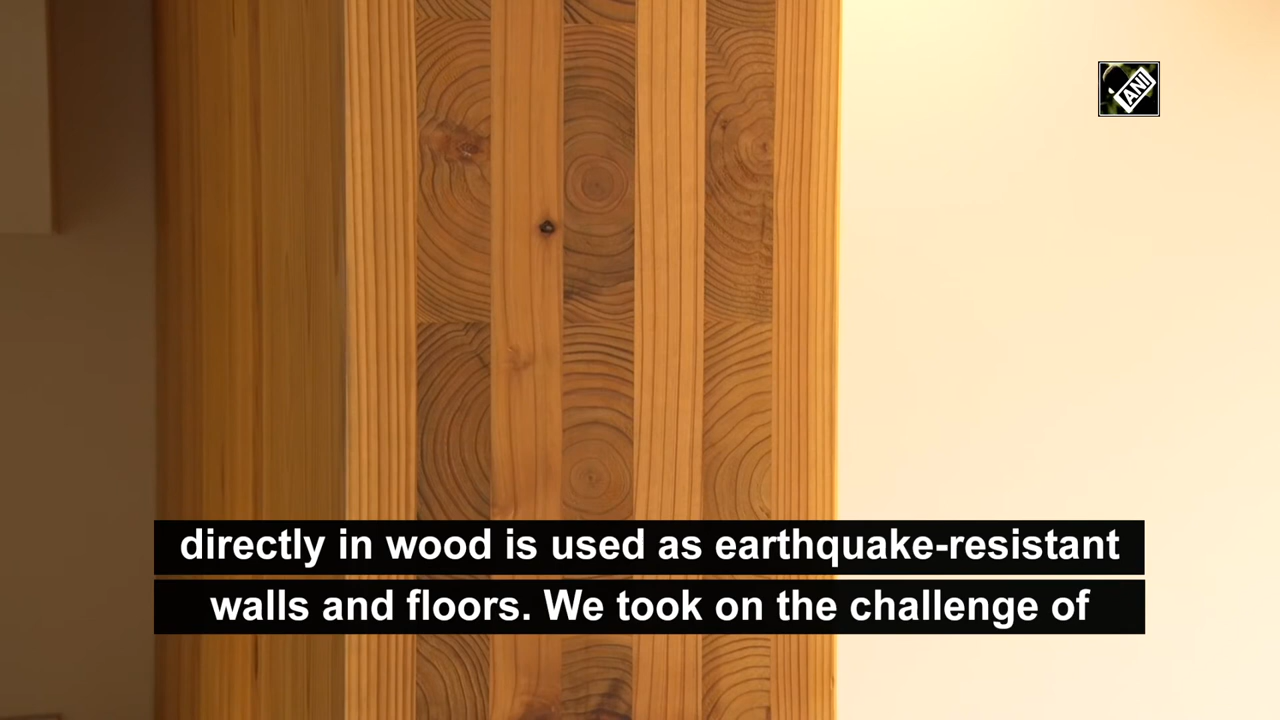 ANI
directly in wood is used as earthquake-resistant
walls and floors. We took on the challenge of